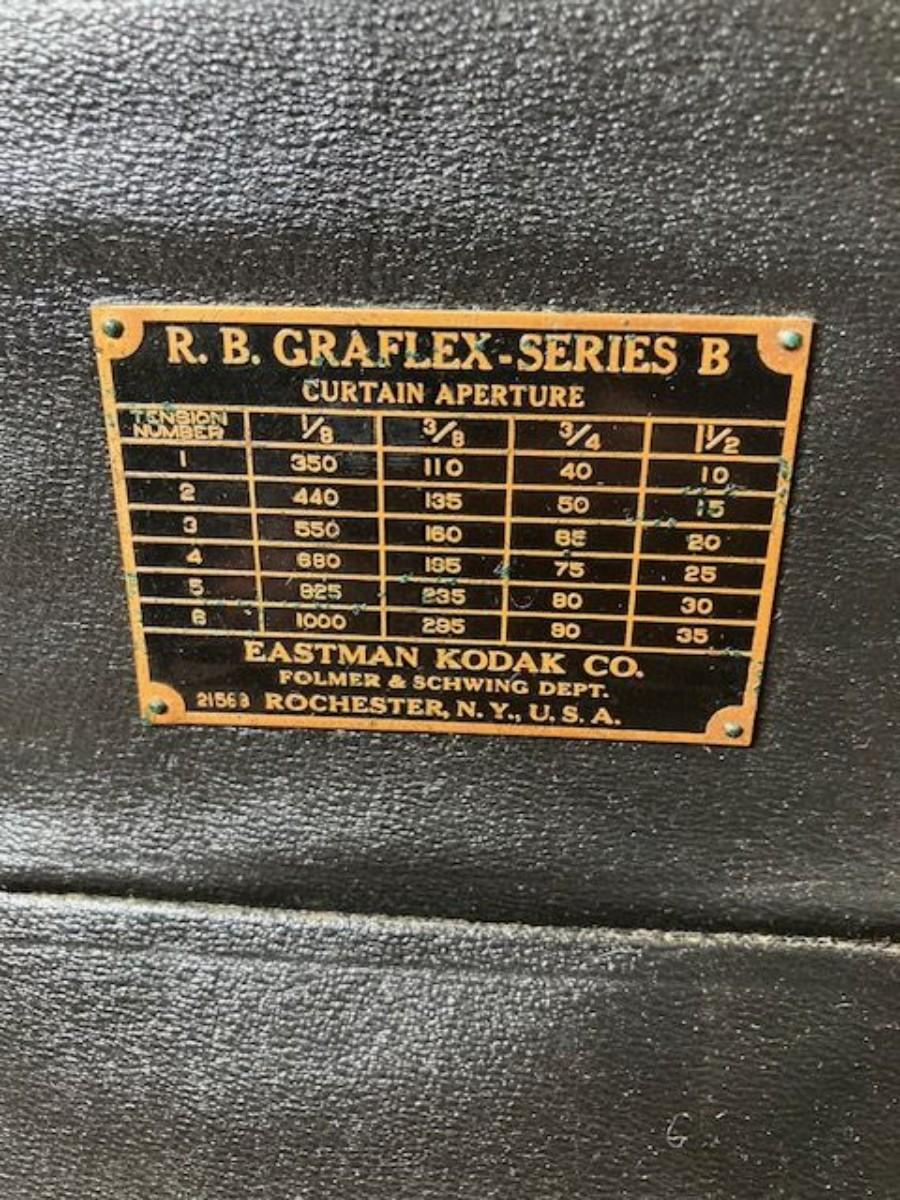 R. B. GRAFLEX-SERIES B
CURTAIN APERTURE
TENSION NUMBER 1/8 3/8 3/4 1 1/2
1 350 110 40 10
2 440 135 50 15
3 550 160 65 20
4 680 195 75 25
5 825 235 80 30
6 1000 295 90 35
EASTMAN KODAK CO.
FOLMER & SCHWING DEPT.
ROCHESTER, N. Y., U. S. A.
G